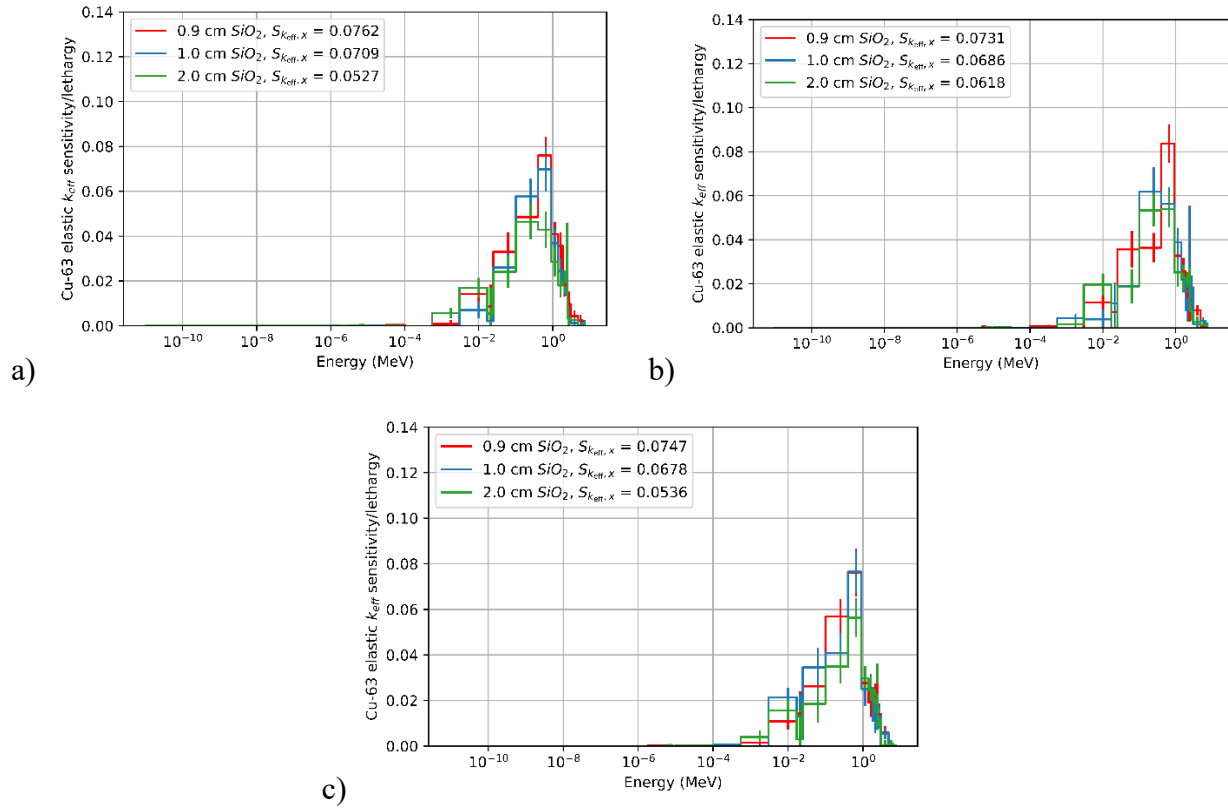 0.9 cm SiO₂, Sₖₑff, ₓ = 0.0762
1.0 cm SiO₂, Sₖₑff, ₓ = 0.0709
2.0 cm SiO₂, Sₖₑff, ₓ = 0.0527
Cu-63 elastic kₑff sensitivity/lethargy
0.14
0.12
0.10
0.08
0.06
0.04
0.02
0.00
10⁻¹⁰ 10⁻⁸ 10⁻⁶ 10⁻⁴ 10⁻² 10⁰
Energy (MeV)
a)
0.9 cm SiO₂, Sₖₑff, ₓ = 0.0731
1.0 cm SiO₂, Sₖₑff, ₓ = 0.0686
2.0 cm SiO₂, Sₖₑff, ₓ = 0.0618
Cu-63 elastic kₑff sensitivity/lethargy
0.14
0.12
0.10
0.08
0.06
0.04
0.02
0.00
10⁻¹⁰ 10⁻⁸ 10⁻⁶ 10⁻⁴ 10⁻² 10⁰
Energy (MeV)
b)
0.9 cm SiO₂, Sₖₑff, ₓ = 0.0747
1.0 cm SiO₂, Sₖₑff, ₓ = 0.0678
2.0 cm SiO₂, Sₖₑff, ₓ = 0.0536
Cu-63 elastic kₑff sensitivity/lethargy
0.14
0.12
0.10
0.08
0.06
0.04
0.02
0.00
10⁻¹⁰ 10⁻⁸ 10⁻⁶ 10⁻⁴ 10⁻² 10⁰
Energy (MeV)
c)